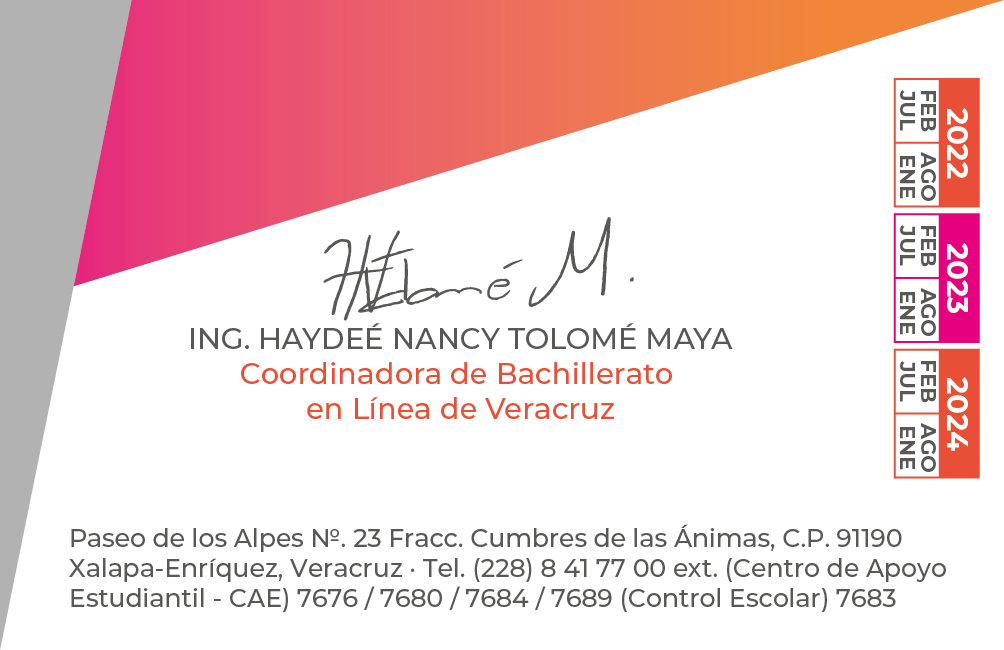 HTolomé M.
ING. HAYDEÉ NANCY TOLOMÉ MAYA
Coordinadora de Bachillerato
en Línea de Veracruz
2022
FEB
JUL
AGO
ENE
2023
FEB
JUL
AGO
ENE
2024
FEB
JUL
AGO
ENE
Paseo de los Alpes Nº. 23 Fracc. Cumbres de las Ánimas, C.P. 91190
Xalapa-Enríquez, Veracruz · Tel. (228) 8 41 77 00 ext. (Centro de Apoyo
Estudiantil - CAE) 7676 / 7680 / 7684 / 7689 (Control Escolar) 7683